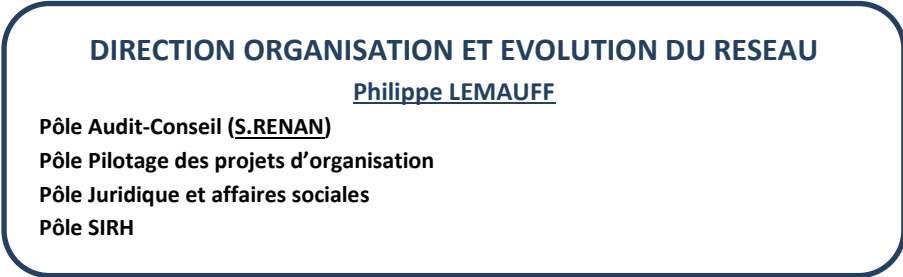 DIRECTION ORGANISATION ET EVOLUTION DU RESEAU
Philippe LEMAUFF
Pôle Audit-Conseil (S.RENAN)
Pôle Pilotage des projets d’organisation
Pôle Juridique et affaires sociales
Pôle SIRH